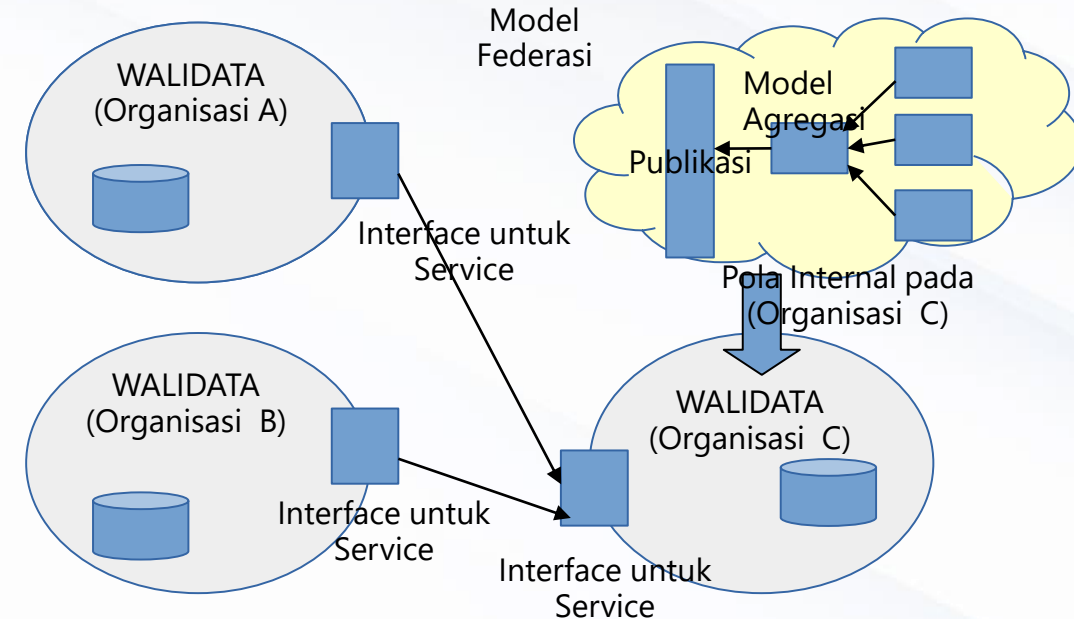 Model
Federasi
WALIDATA
(Organisasi A)
Interface untuk
Service
Model
Agregasi
Publikasi
Pola Internal pada
(Organisasi C)
WALIDATA
(Organisasi B)
Interface untuk
Service
WALIDATA
(Organisasi C)
Interface untuk
Service